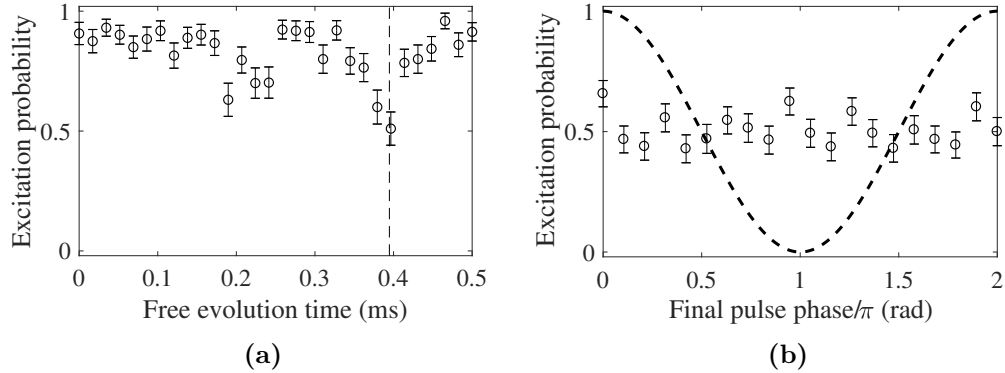 Excitation probability
1
0.5
0
0 0.1 0.2 0.3 0.4 0.5
Free evolution time (ms)
(a)
Excitation probability
1
0.5
0
0 0.5 1 1.5 2
Final pulse phase/π (rad)
(b)